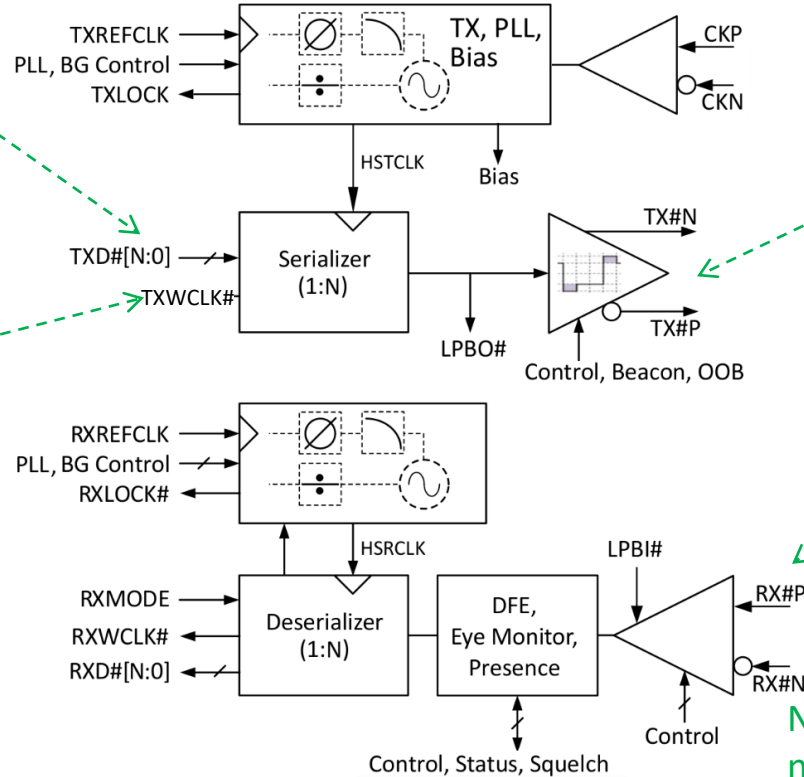 TXREFCLK
PLL, BG Control
TXLOCK
TX, PLL,
Bias
CKP
CKN
HSTCLK
Bias
TXD#[N:0]
TXWCLK#
Serializer
(1:N)
LPBO#
TX#N
TX#P
Control, Beacon, OOB
RXREFCLK
PLL, BG Control
RXLOCK#
HSRCLK
RXMODE
RXWCLK#
RXD#[N:0]
Deserializer
(1:N)
DFE,
Eye Monitor,
Presence
LPBI#
RX#P
RX#N
Control
Control, Status, Squelch